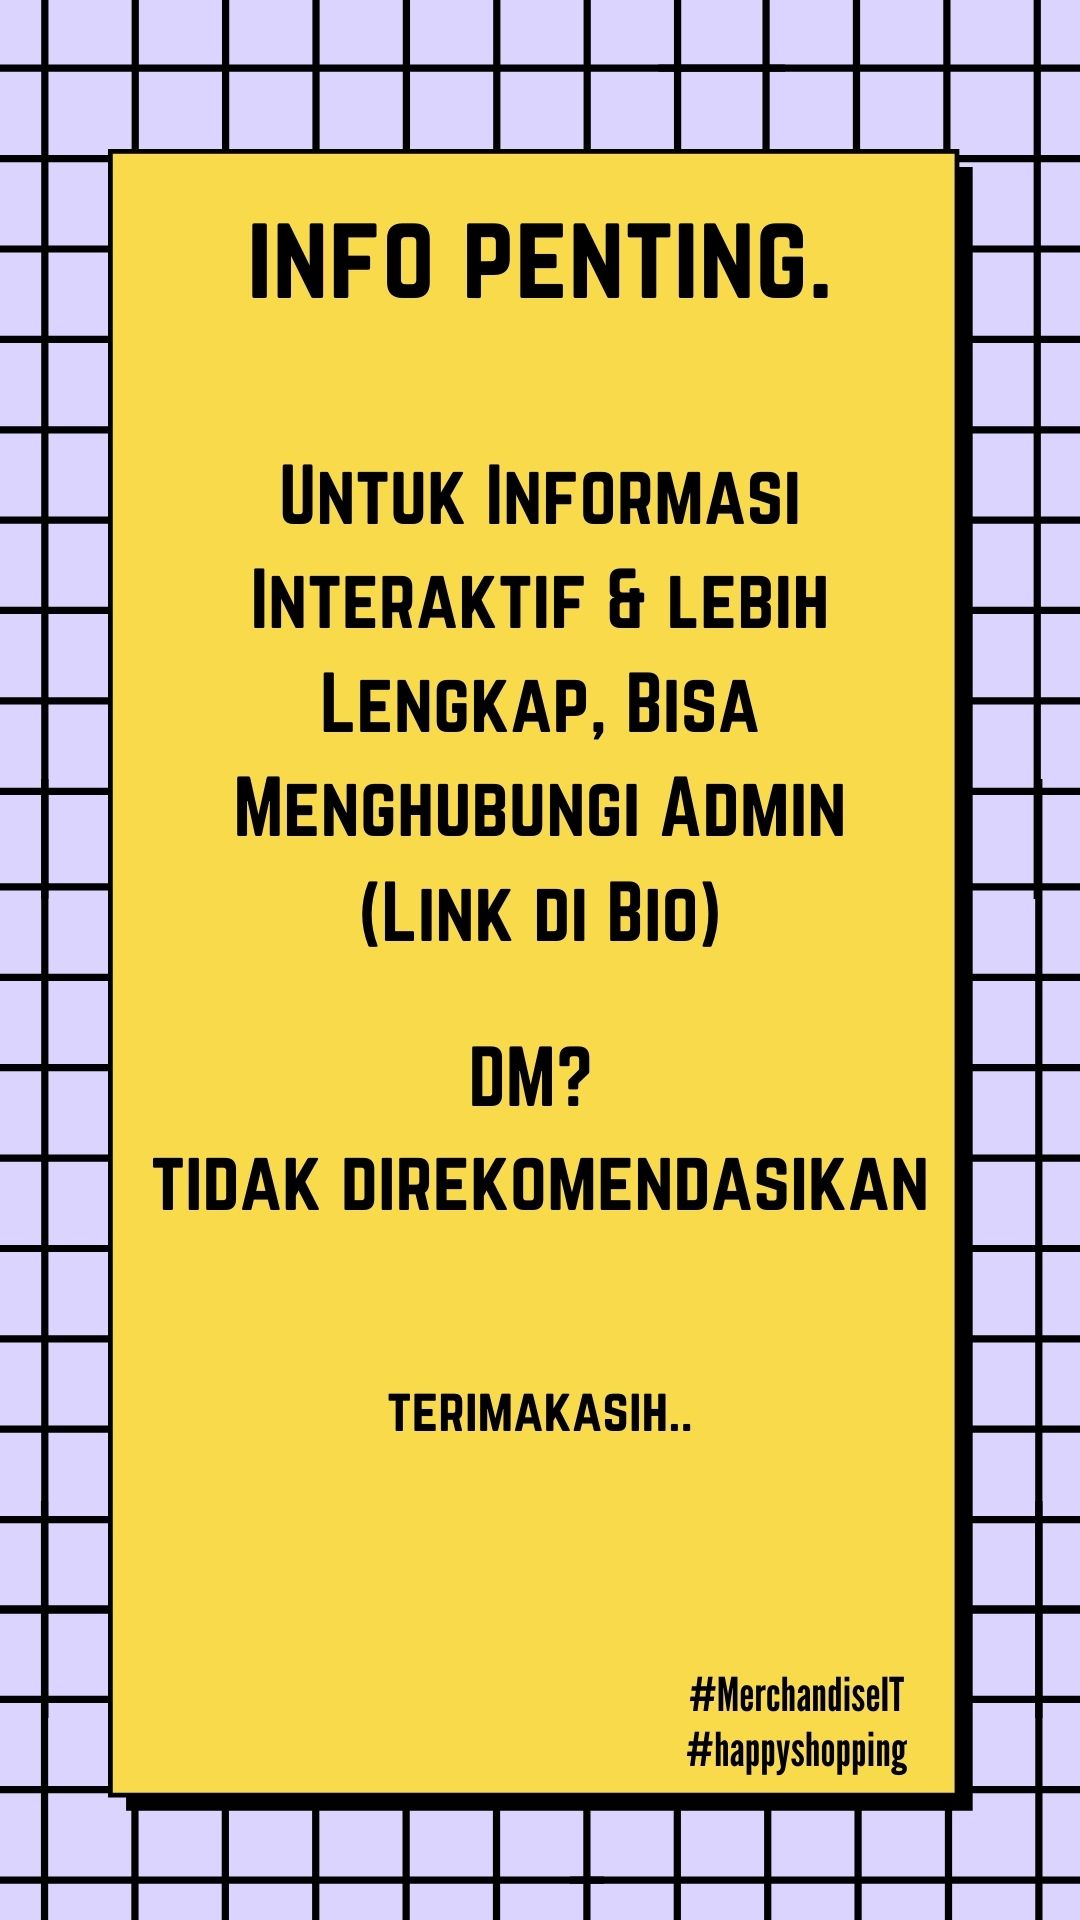 INFO PENTING.
Untuk Informasi
Interaktif & lebih
Lengkap, Bisa
Menghubungi Admin
(Link di Bio)
DM?
tidak direkomendasikan
terimakasih..
#MerchandiseIT
#happyshopping